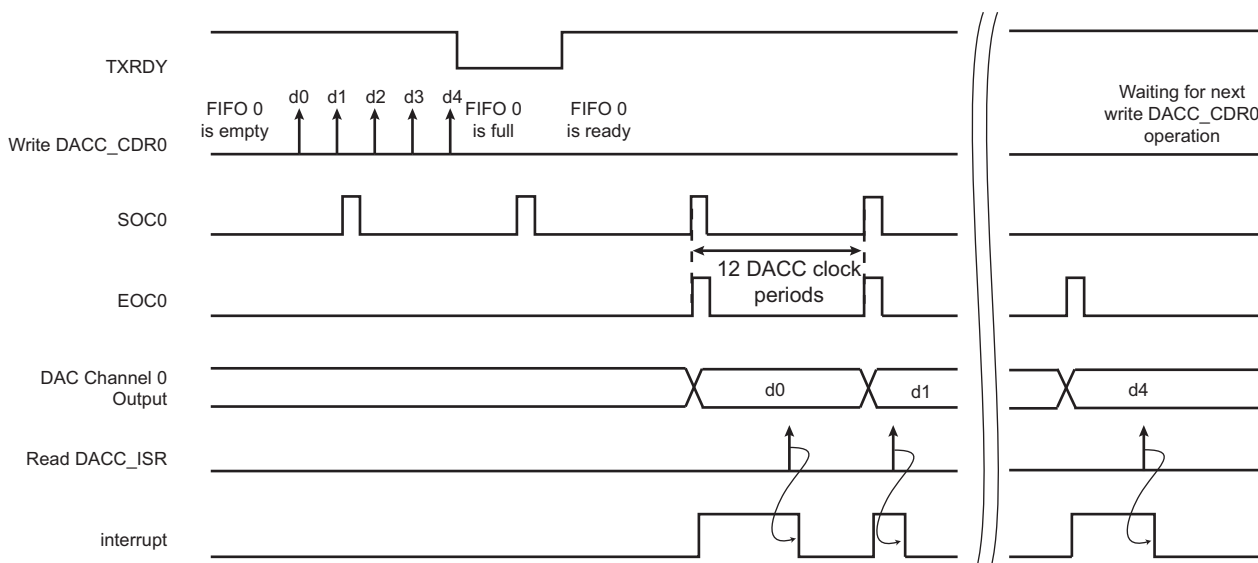 TXRDY
FIFO 0
is empty
d0
d1
d2
d3
d4
FIFO 0
is full
FIFO 0
is ready
Waiting for next
write DACC_CDR0
operation
Write DACC_CDR0
SOC0
12 DACC clock
periods
EOC0
DAC Channel 0
Output
d0
d1
d4
Read DACC_ISR
interrupt